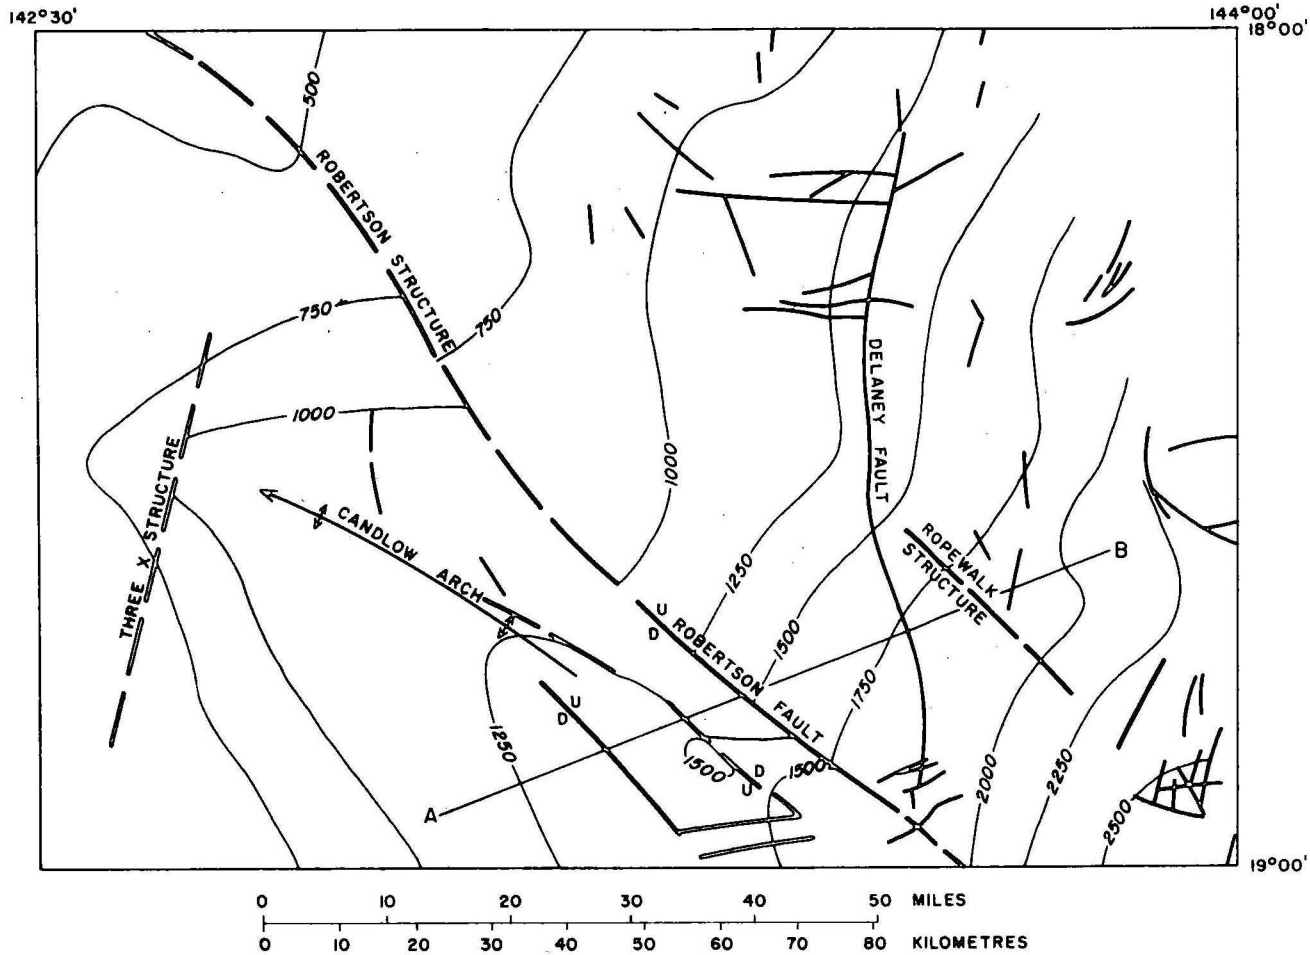 142°30'
144°00'
18°00'
500
ROBERTSON STRUCTURE
750
750
1000
THREE X STRUCTURE
CANDLOW ARCH
1000
DELANEY FAULT
ROPEWALK
STRUCTURE
B
1250
1500
1750
U
D
ROBERTSON FAULT
U
D
1250
1500
D
U
1500
A
2000
2250
2500
19°00'
0 10 20 30 40 50 MILES
0 10 20 30 40 50 60 70 80 KILOMETRES